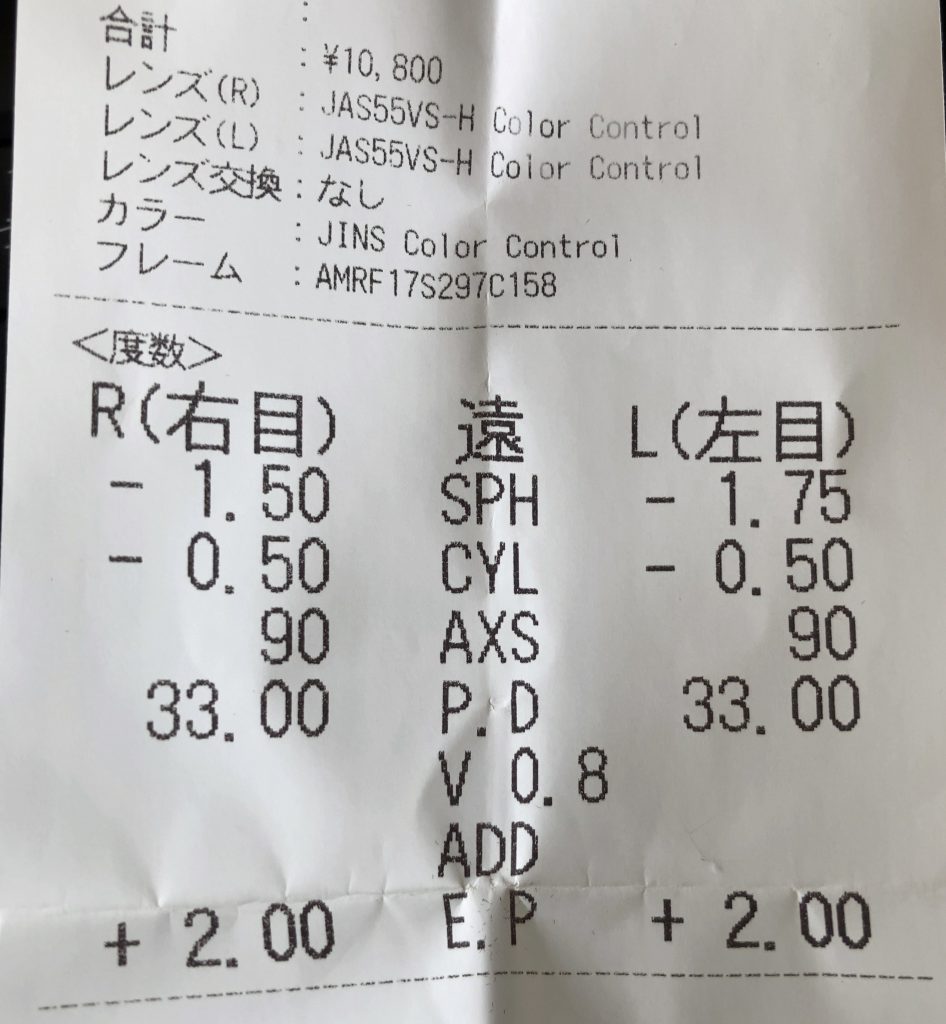 合計 : ¥10,800
レンズ(R) : JAS55VS-H Color Control
レンズ(L) : JAS55VS-H Color Control
レンズ交換 : なし
カラー : JINS Color Control
フレーム : AMRF17S297C158
<度数>
R(右目) 遠 L(左目)
- 1.50 SPH - 1.75
- 0.50 CYL - 0.50
90 AXS 90
33.00 P.D 33.00
V 0.8
ADD
+ 2.00 E.P + 2.00